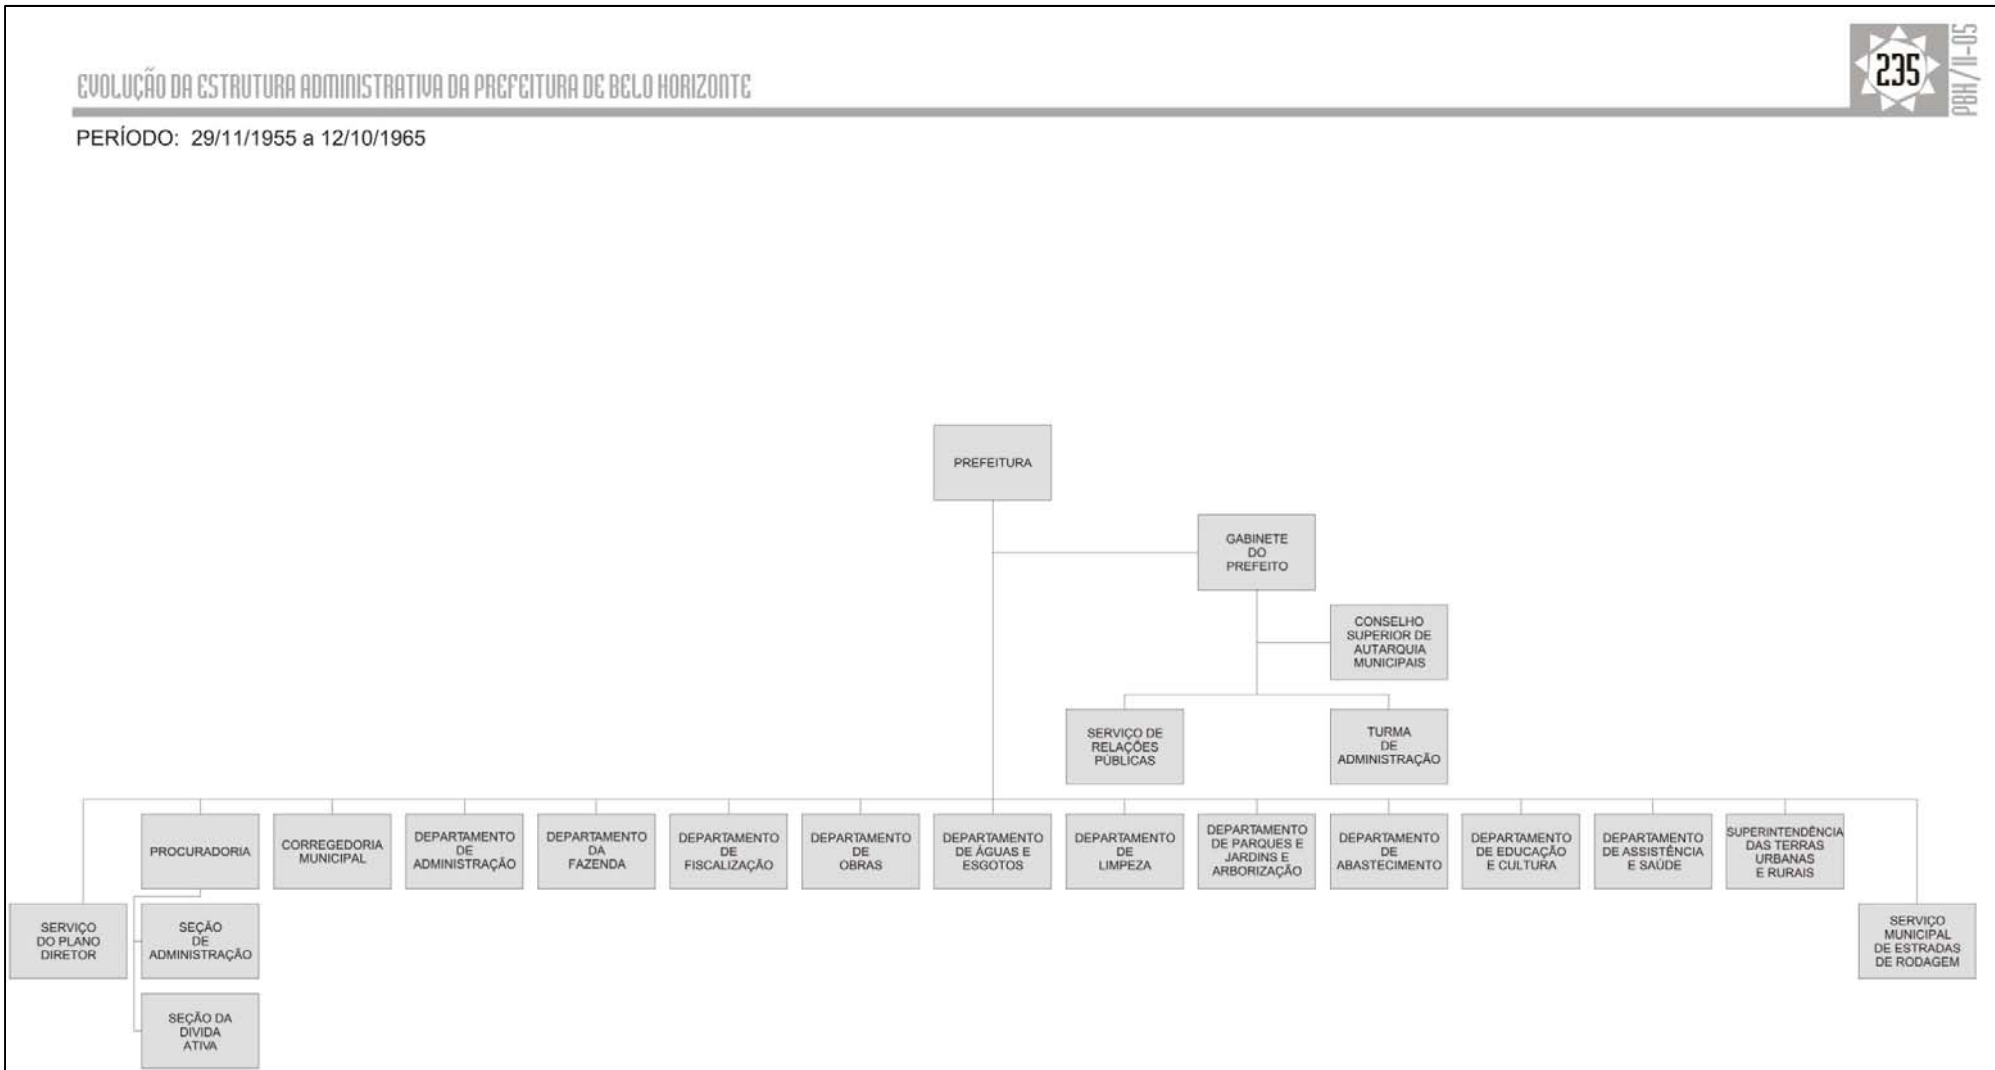 EVOLUÇÃO DA ESTRUTURA ADMINISTRATIVA DA PREFEITURA DE BELO HORIZONTE
235
PBH/II-05
PERÍODO: 29/11/1955 a 12/10/1965
PREFEITURA
GABINETE
DO
PREFEITO
CONSELHO
SUPERIOR DE
AUTARQUIA
MUNICIPAIS
SERVIÇO DE
RELAÇÕES
PÚBLICAS
TURMA
DE
ADMINISTRAÇÃO
PROCURADORIA
CORREGEDORIA
MUNICIPAL
DEPARTAMENTO
DE
ADMINISTRAÇÃO
DEPARTAMENTO
DA
FAZENDA
DEPARTAMENTO
DE
FISCALIZAÇÃO
DEPARTAMENTO
DE
OBRAS
DEPARTAMENTO
DE ÁGUAS E
ESGOTOS
DEPARTAMENTO
DE
LIMPEZA
DEPARTAMENTO
DE PARQUES E
JARDINS E
ARBORIZAÇÃO
DEPARTAMENTO
DE
ABASTECIMENTO
DEPARTAMENTO
DE EDUCAÇÃO
E CULTURA
DEPARTAMENTO
DE ASSISTÊNCIA
E SAÚDE
SUPERINTENDÊNCIA
DAS TERRAS
URBANAS
E RURAIS
SERVIÇO
DO PLANO
DIRETOR
SEÇÃO
DE
ADMINISTRAÇÃO
SERVIÇO
MUNICIPAL
DE ESTRADAS
DE RODAGEM
SEÇÃO DA
DIVIDA
ATIVA